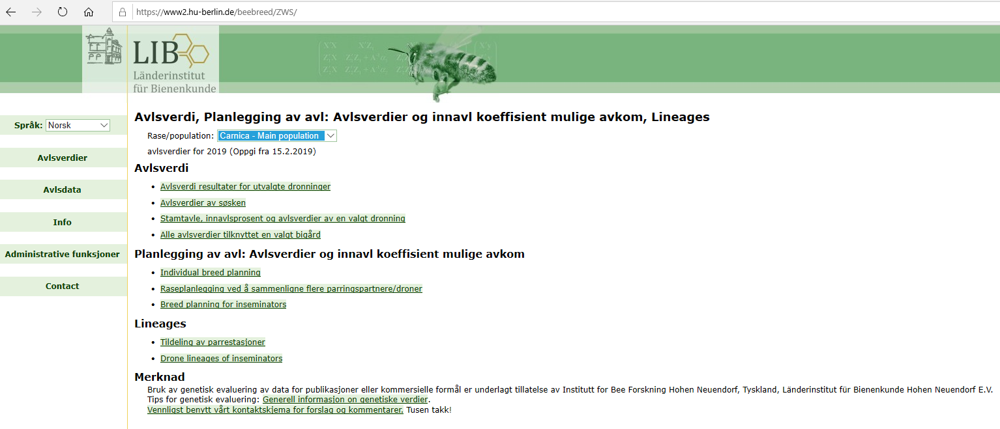 https://www2.hu-berlin.de/beebreed/ZWS/
LIB
Länderinstitut
für Bienenkunde
Språk: Norsk
Avlsverdier
Avlsdata
Info
Administrative funksjoner
Contact
Avlsverdi, Planlegging av avl: Avlsverdier og innavl koeffisient mulige avkom, Lineages
Rase/population: Carnica - Main population
avlsverdier for 2019 (Oppgi fra 15.2.2019)
Avlsverdi
• Avlsverdi resultater for utvalgte dronninger
• Avlsverdier av søsken
• Stamtavle, innavlsprosent og avlsverdier av en valgt dronning
• Alle avlsverdier tilknyttet en valgt bigård
Planlegging av avl: Avlsverdier og innavl koeffisient mulige avkom
• Individual breed planning
• Raseplanlegging ved å sammenligne flere parringspartnere/droner
• Breed planning for inseminators
Lineages
• Tildeling av parrestasjoner
• Drone lineages of inseminators
Merknad
Bruk av genetisk evaluering av data for publikasjoner eller kommersielle formål er underlagt tillatelse av Institutt for Bee Forskning Hohen Neuendorf, Tyskland, Länderinstitut für Bienenkunde Hohen Neuendorf E.V.
Tips for genetisk evaluering: Generell informasjon on genetiske verdier.
Vennligst benytt vårt kontaktskjema for forslag og kommentarer. Tusen takk!